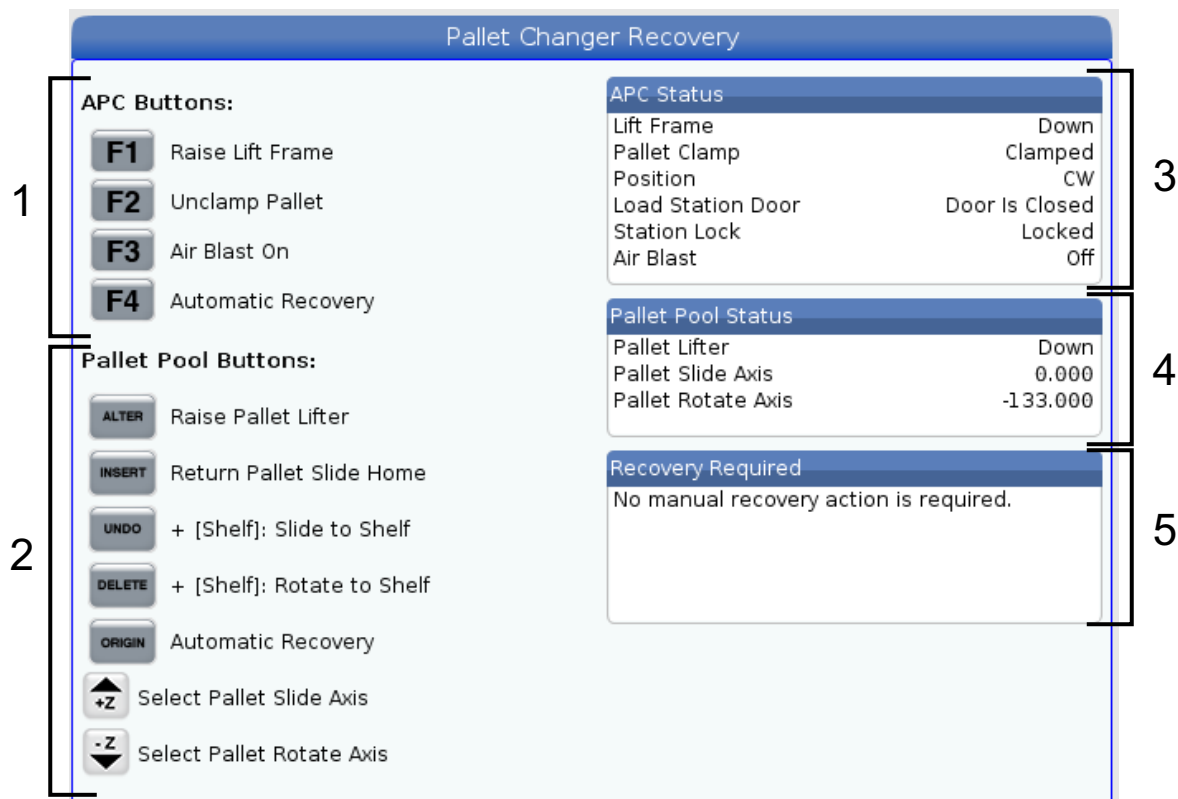 Pallet Changer Recovery
1
APC Buttons:
F1 Raise Lift Frame
F2 Unclamp Pallet
F3 Air Blast On
F4 Automatic Recovery
2
Pallet Pool Buttons:
ALTER Raise Pallet Lifter
INSERT Return Pallet Slide Home
UNDO + [Shelf]: Slide to Shelf
DELETE + [Shelf]: Rotate to Shelf
ORIGIN Automatic Recovery
+Z Select Pallet Slide Axis
-Z Select Pallet Rotate Axis
3
APC Status
Lift Frame Down
Pallet Clamp Clamped
Position CW
Load Station Door Door Is Closed
Station Lock Locked
Air Blast Off
4
Pallet Pool Status
Pallet Lifter Down
Pallet Slide Axis 0.000
Pallet Rotate Axis -133.000
5
Recovery Required
No manual recovery action is required.